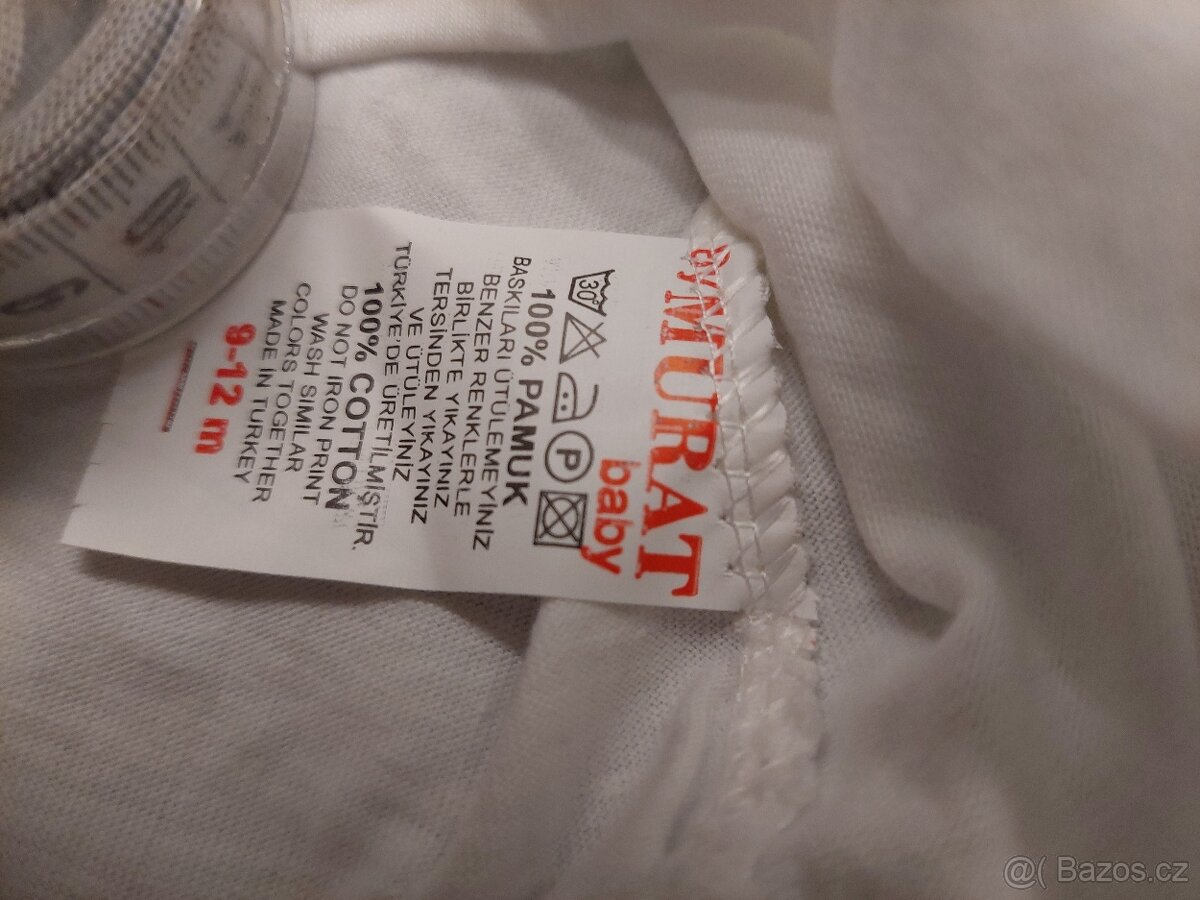 byMURAT
baby
30°
P
100% PAMUK
BASKILARI ÜTÜLEMEYİNİZ
BENZER RENKLERLE
BİRLİKTE YIKAYINIZ
TERSİNDEN YIKAYINIZ
VE ÜTÜLEYİNİZ
TÜRKİYE'DE ÜRETİLMİŞTİR.
100% COTTON
DO NOT IRON PRINT
WASH SIMILAR
COLORS TOGETHER
MADE IN TURKEY
9-12 m
@( Bazos.cz